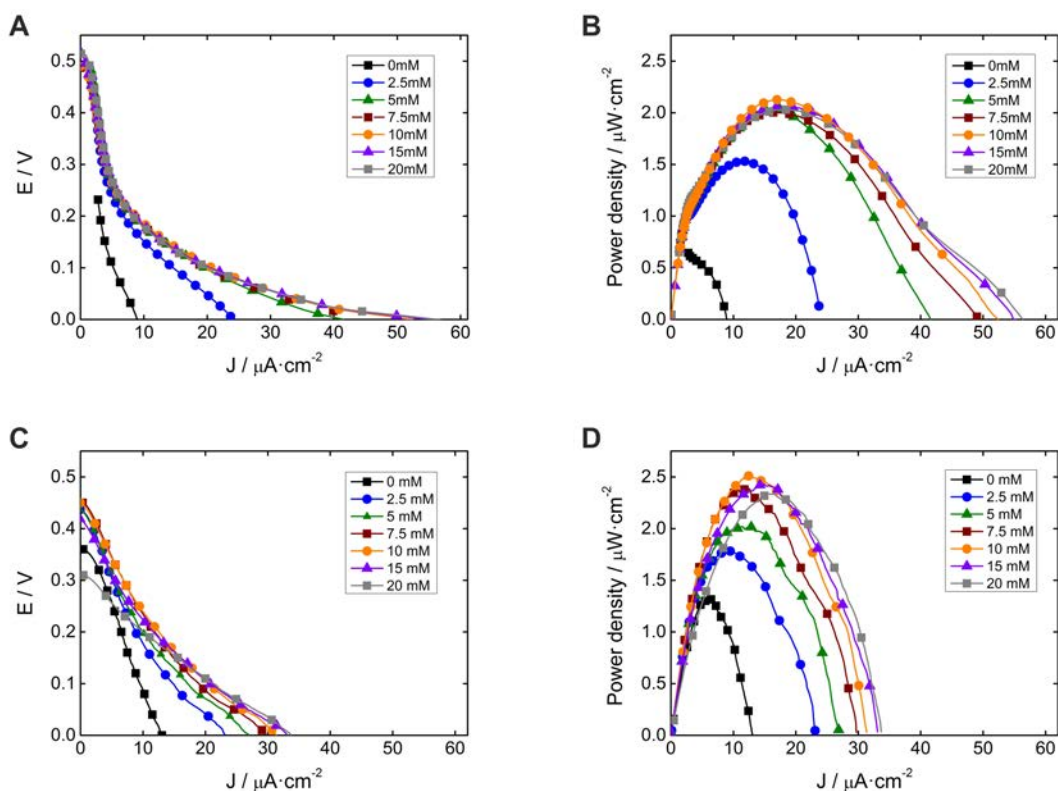 A
E / V
0.5
0.4
0.3
0.2
0.1
0.0
0 10 20 30 40 50 60
J / μA·cm-2
0mM
2.5mM
5mM
7.5mM
10mM
15mM
20mM
B
Power density / μW·cm-2
2.5
2.0
1.5
1.0
0.5
0.0
0 10 20 30 40 50 60
J / μA·cm-2
0mM
2.5mM
5mM
7.5mM
10mM
15mM
20mM
C
E / V
0.5
0.4
0.3
0.2
0.1
0.0
0 10 20 30 40 50 60
J / μA·cm-2
0 mM
2.5 mM
5 mM
7.5 mM
10 mM
15 mM
20 mM
D
Power density / μW·cm-2
2.5
2.0
1.5
1.0
0.5
0.0
0 10 20 30 40 50 60
J / μA·cm-2
0 mM
2.5 mM
5 mM
7.5 mM
10 mM
15 mM
20 mM